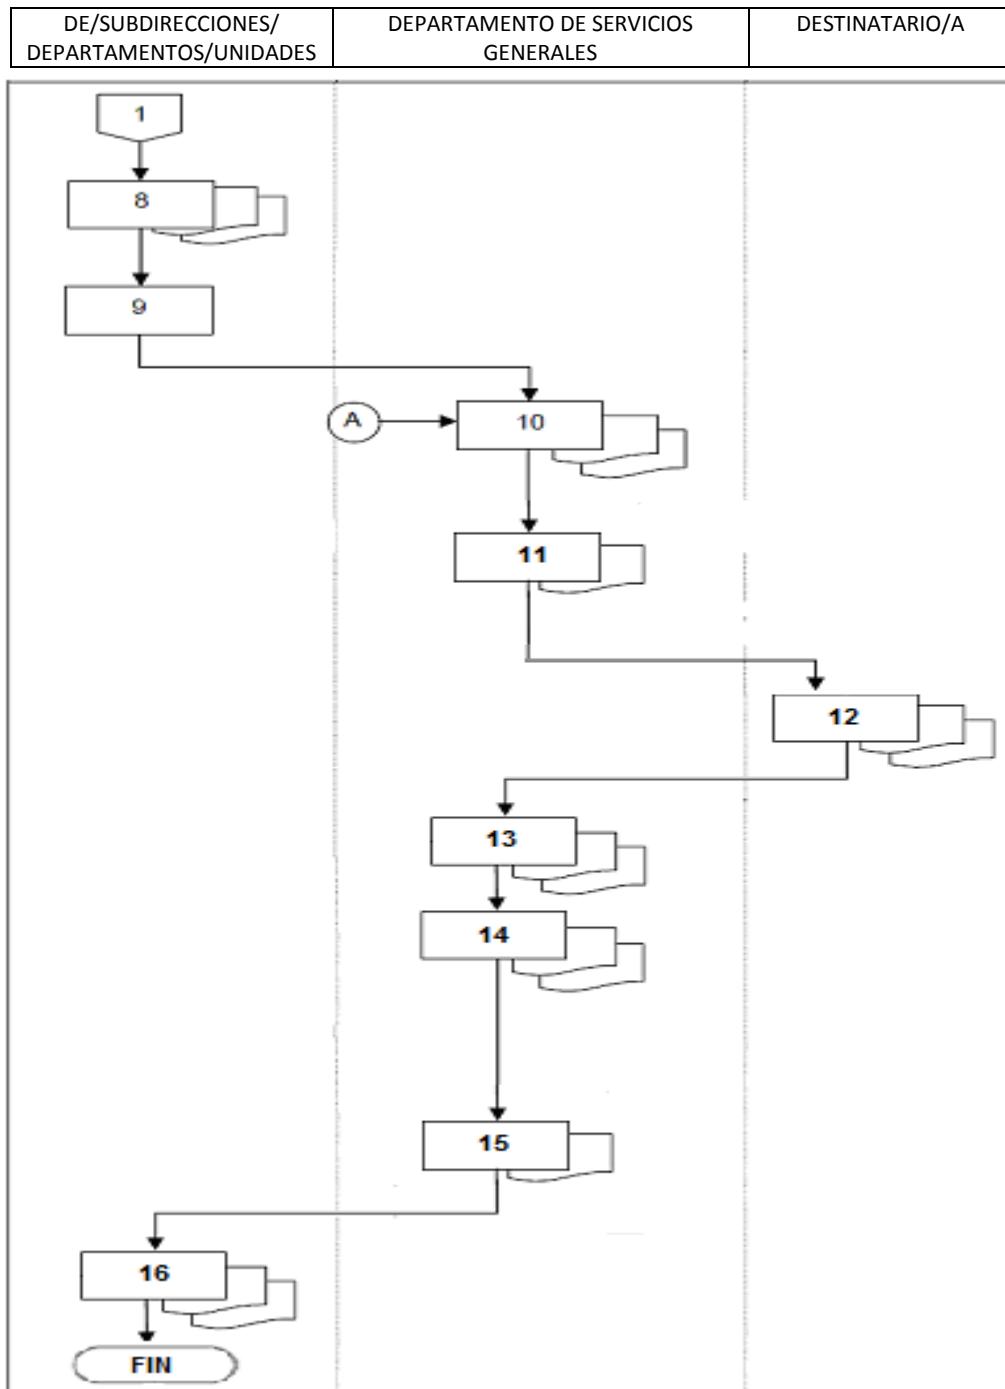 DE/SUBDIRECCIONES/
DEPARTAMENTOS/UNIDADES
DEPARTAMENTO DE SERVICIOS
GENERALES
DESTINATARIO/A
1
8
9
A
10
11
12
13
14
15
16
FIN